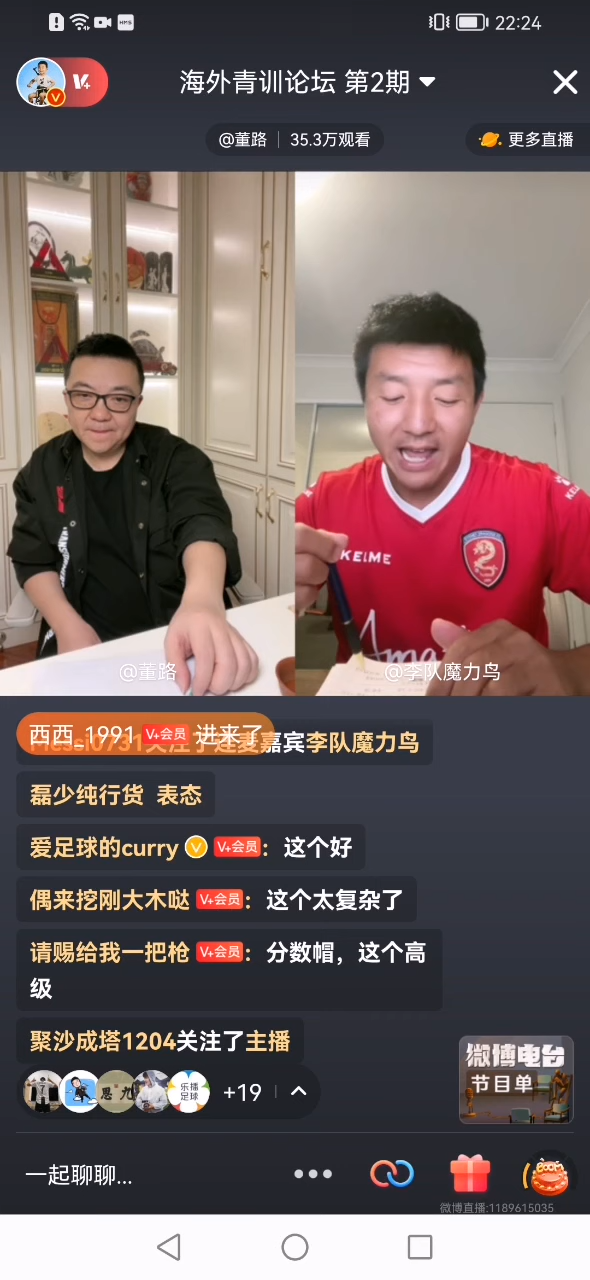 22:24
V+
海外青训论坛 第2期
@董路 35.3万观看
更多直播
KELME
KELME
Ama
@董路
@李队魔力鸟
西西_1991 V+会员 进来了
嘉宾李队魔力鸟
磊少纯行货 表态
爱足球的curry V+会员: 这个好
偶来挖刚大木哒 V+会员: 这个太复杂了
请赐给我一把枪 V+会员: 分数帽，这个高
级
聚沙成塔1204关注了主播
乐播
足球
+19
微博电台
节目单
一起聊聊...
BOOM
微博直播:1189615035